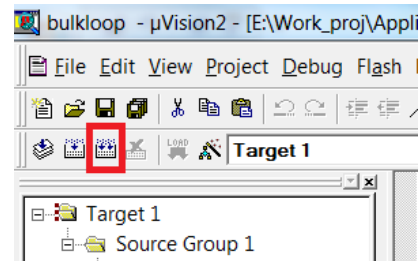 bulkloop - µVision2 - [E:\Work_proj\Appli
File Edit View Project Debug Flash
LOAD Target 1
Target 1
Source Group 1